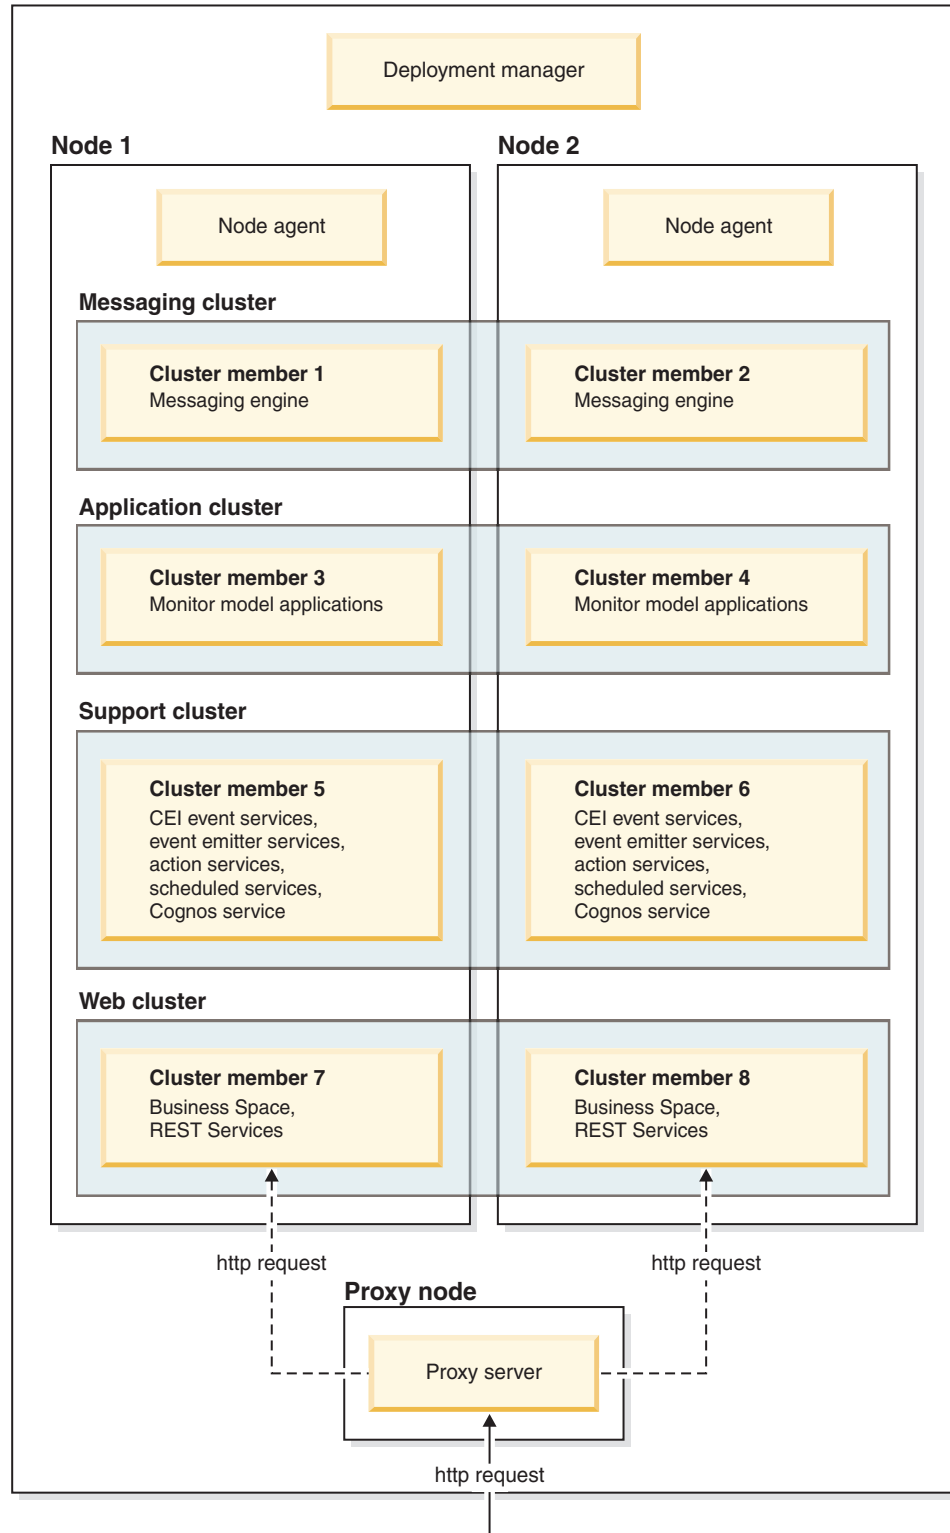 Deployment manager
Node 1
Node 2
Node agent
Node agent
Messaging cluster
Cluster member 1
Messaging engine
Cluster member 2
Messaging engine
Application cluster
Cluster member 3
Monitor model applications
Cluster member 4
Monitor model applications
Support cluster
Cluster member 5
CEI event services,
event emitter services,
action services,
scheduled services,
Cognos service
Cluster member 6
CEI event services,
event emitter services,
action services,
scheduled services,
Cognos service
Web cluster
Cluster member 7
Business Space,
REST Services
Cluster member 8
Business Space,
REST Services
http request
http request
Proxy node
Proxy server
http request